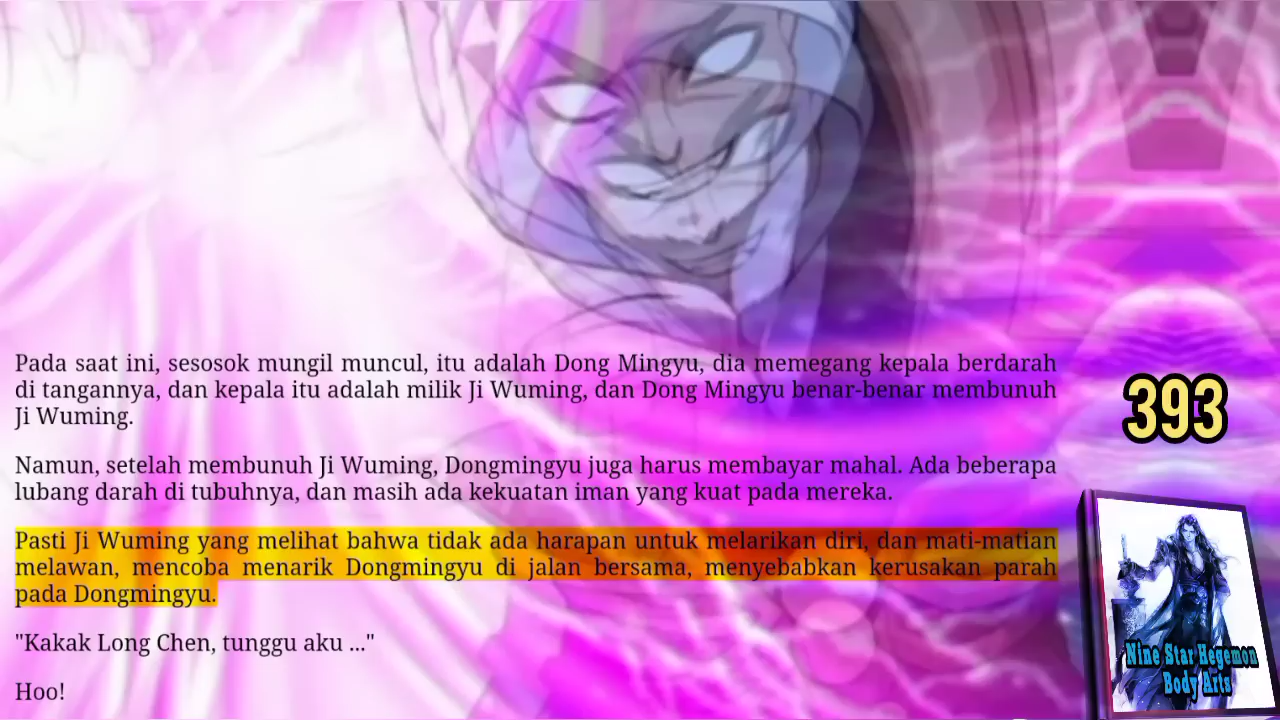 Pada saat ini, sesosok mungil muncul, itu adalah Dong Mingyu, dia memegang kepala berdarah
di tangannya, dan kepala itu adalah milik Ji Wuming, dan Dong Mingyu benar-benar membunuh
Ji Wuming.
Namun, setelah membunuh Ji Wuming, Dongmingyu juga harus membayar mahal. Ada beberapa
lubang darah di tubuhnya, dan masih ada kekuatan iman yang kuat pada mereka.
Pasti Ji Wuming yang melihat bahwa tidak ada harapan untuk melarikan diri, dan mati-matian
melawan, mencoba menarik Dongmingyu di jalan bersama, menyebabkan kerusakan parah
pada Dongmingyu.
"Kakak Long Chen, tunggu aku ..."
Hoo!
393
Nine Star Hegemon
Body Arts